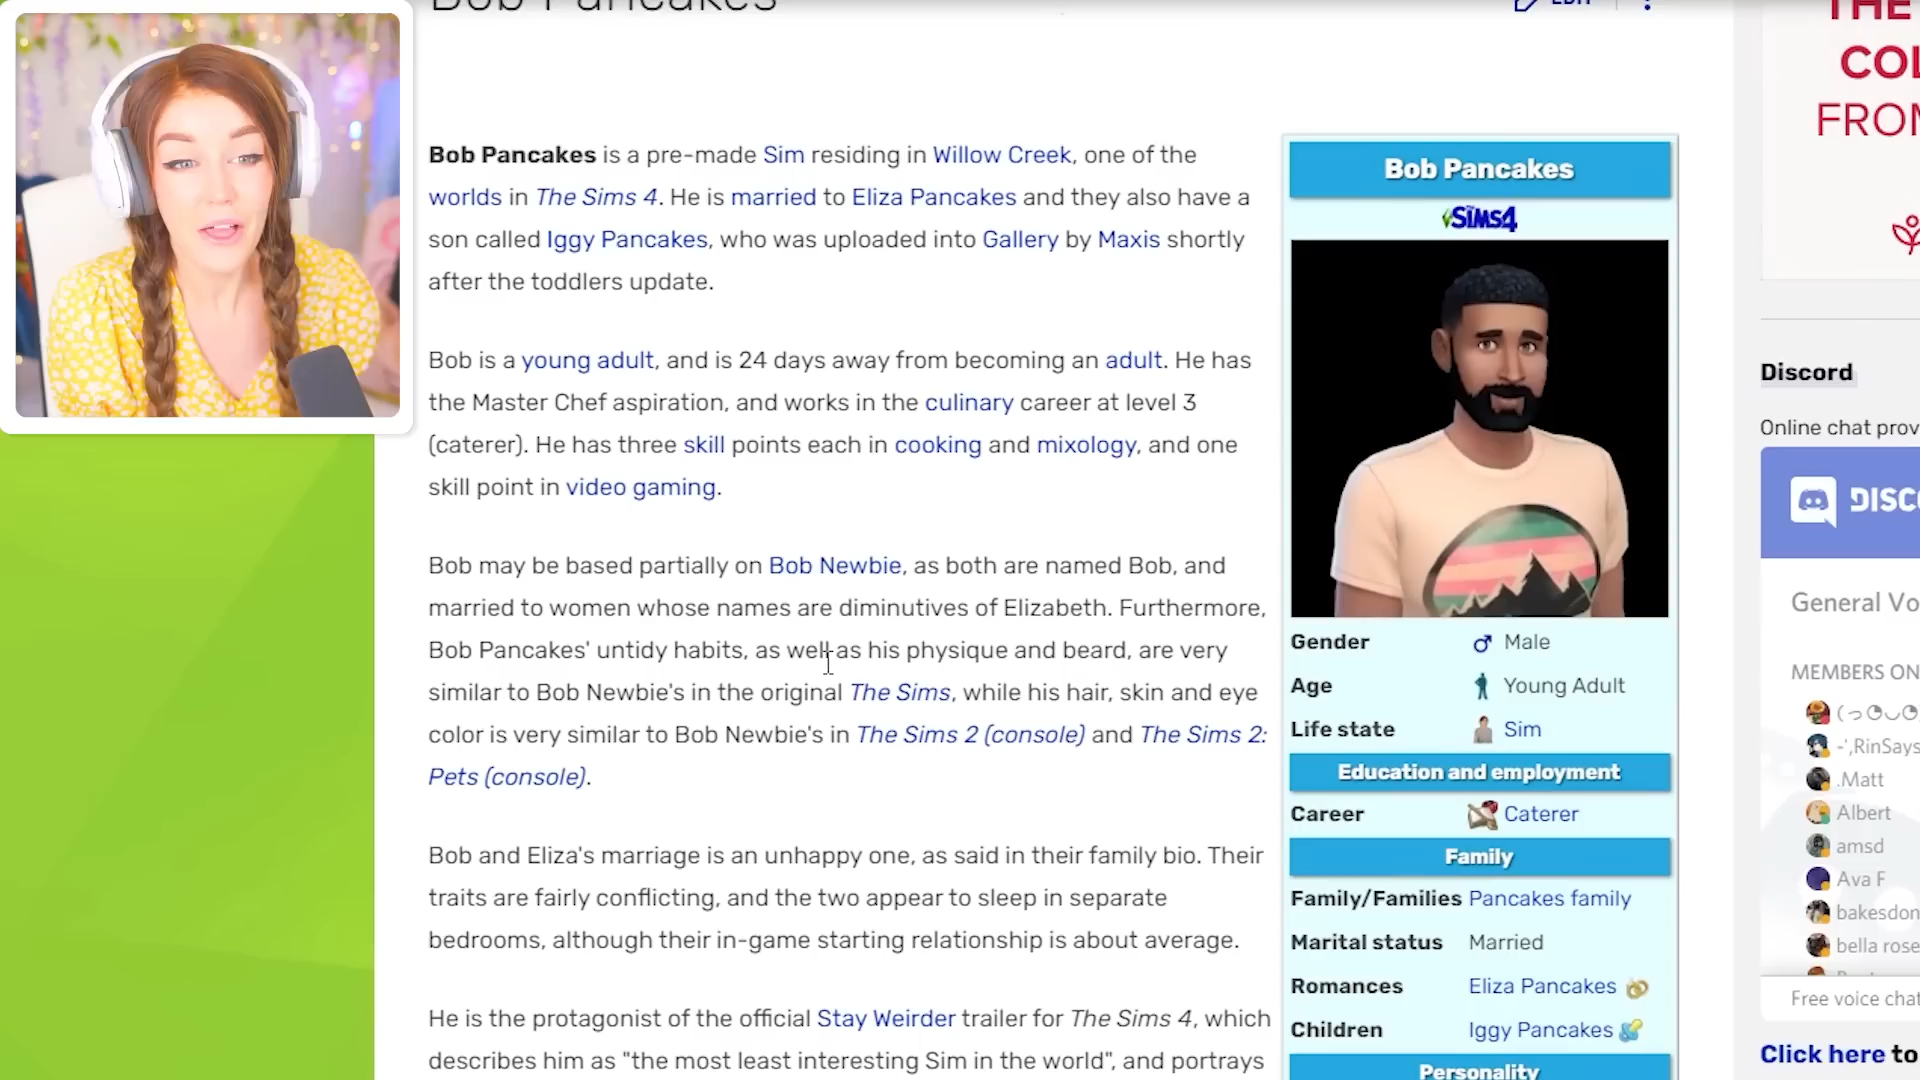 Bob Pancakes
EDIT
Bob Pancakes is a pre-made Sim residing in Willow Creek, one of the
worlds in The Sims 4. He is married to Eliza Pancakes and they also have a
son called Iggy Pancakes, who was uploaded into Gallery by Maxis shortly
after the toddlers update.
Bob is a young adult, and is 24 days away from becoming an adult. He has
the Master Chef aspiration, and works in the culinary career at level 3
(caterer). He has three skill points each in cooking and mixology, and one
skill point in video gaming.
Bob may be based partially on Bob Newbie, as both are named Bob, and
married to women whose names are diminutives of Elizabeth. Furthermore,
Bob Pancakes' untidy habits, as well as his physique and beard, are very
similar to Bob Newbie's in the original The Sims, while his hair, skin and eye
color is very similar to Bob Newbie's in The Sims 2 (console) and The Sims 2:
Pets (console).
Bob and Eliza's marriage is an unhappy one, as said in their family bio. Their
traits are fairly conflicting, and the two appear to sleep in separate
bedrooms, although their in-game starting relationship is about average.
He is the protagonist of the official Stay Weirder trailer for The Sims 4, which
describes him as "the most least interesting Sim in the world", and portrays
Bob Pancakes
The Sims 4
Gender Male
Age Young Adult
Life state Sim
Education and employment
Career Caterer
Family
Family/Families Pancakes family
Marital status Married
Romances Eliza Pancakes
Children Iggy Pancakes
Personality
THE
COL
FROM
Discord
Online chat prov
DISCO
General Vo
MEMBERS ON
-',RinSays
.Matt
Albert
amsd
Ava F
bakesdon
bella rose
Free voice chat
Click here to